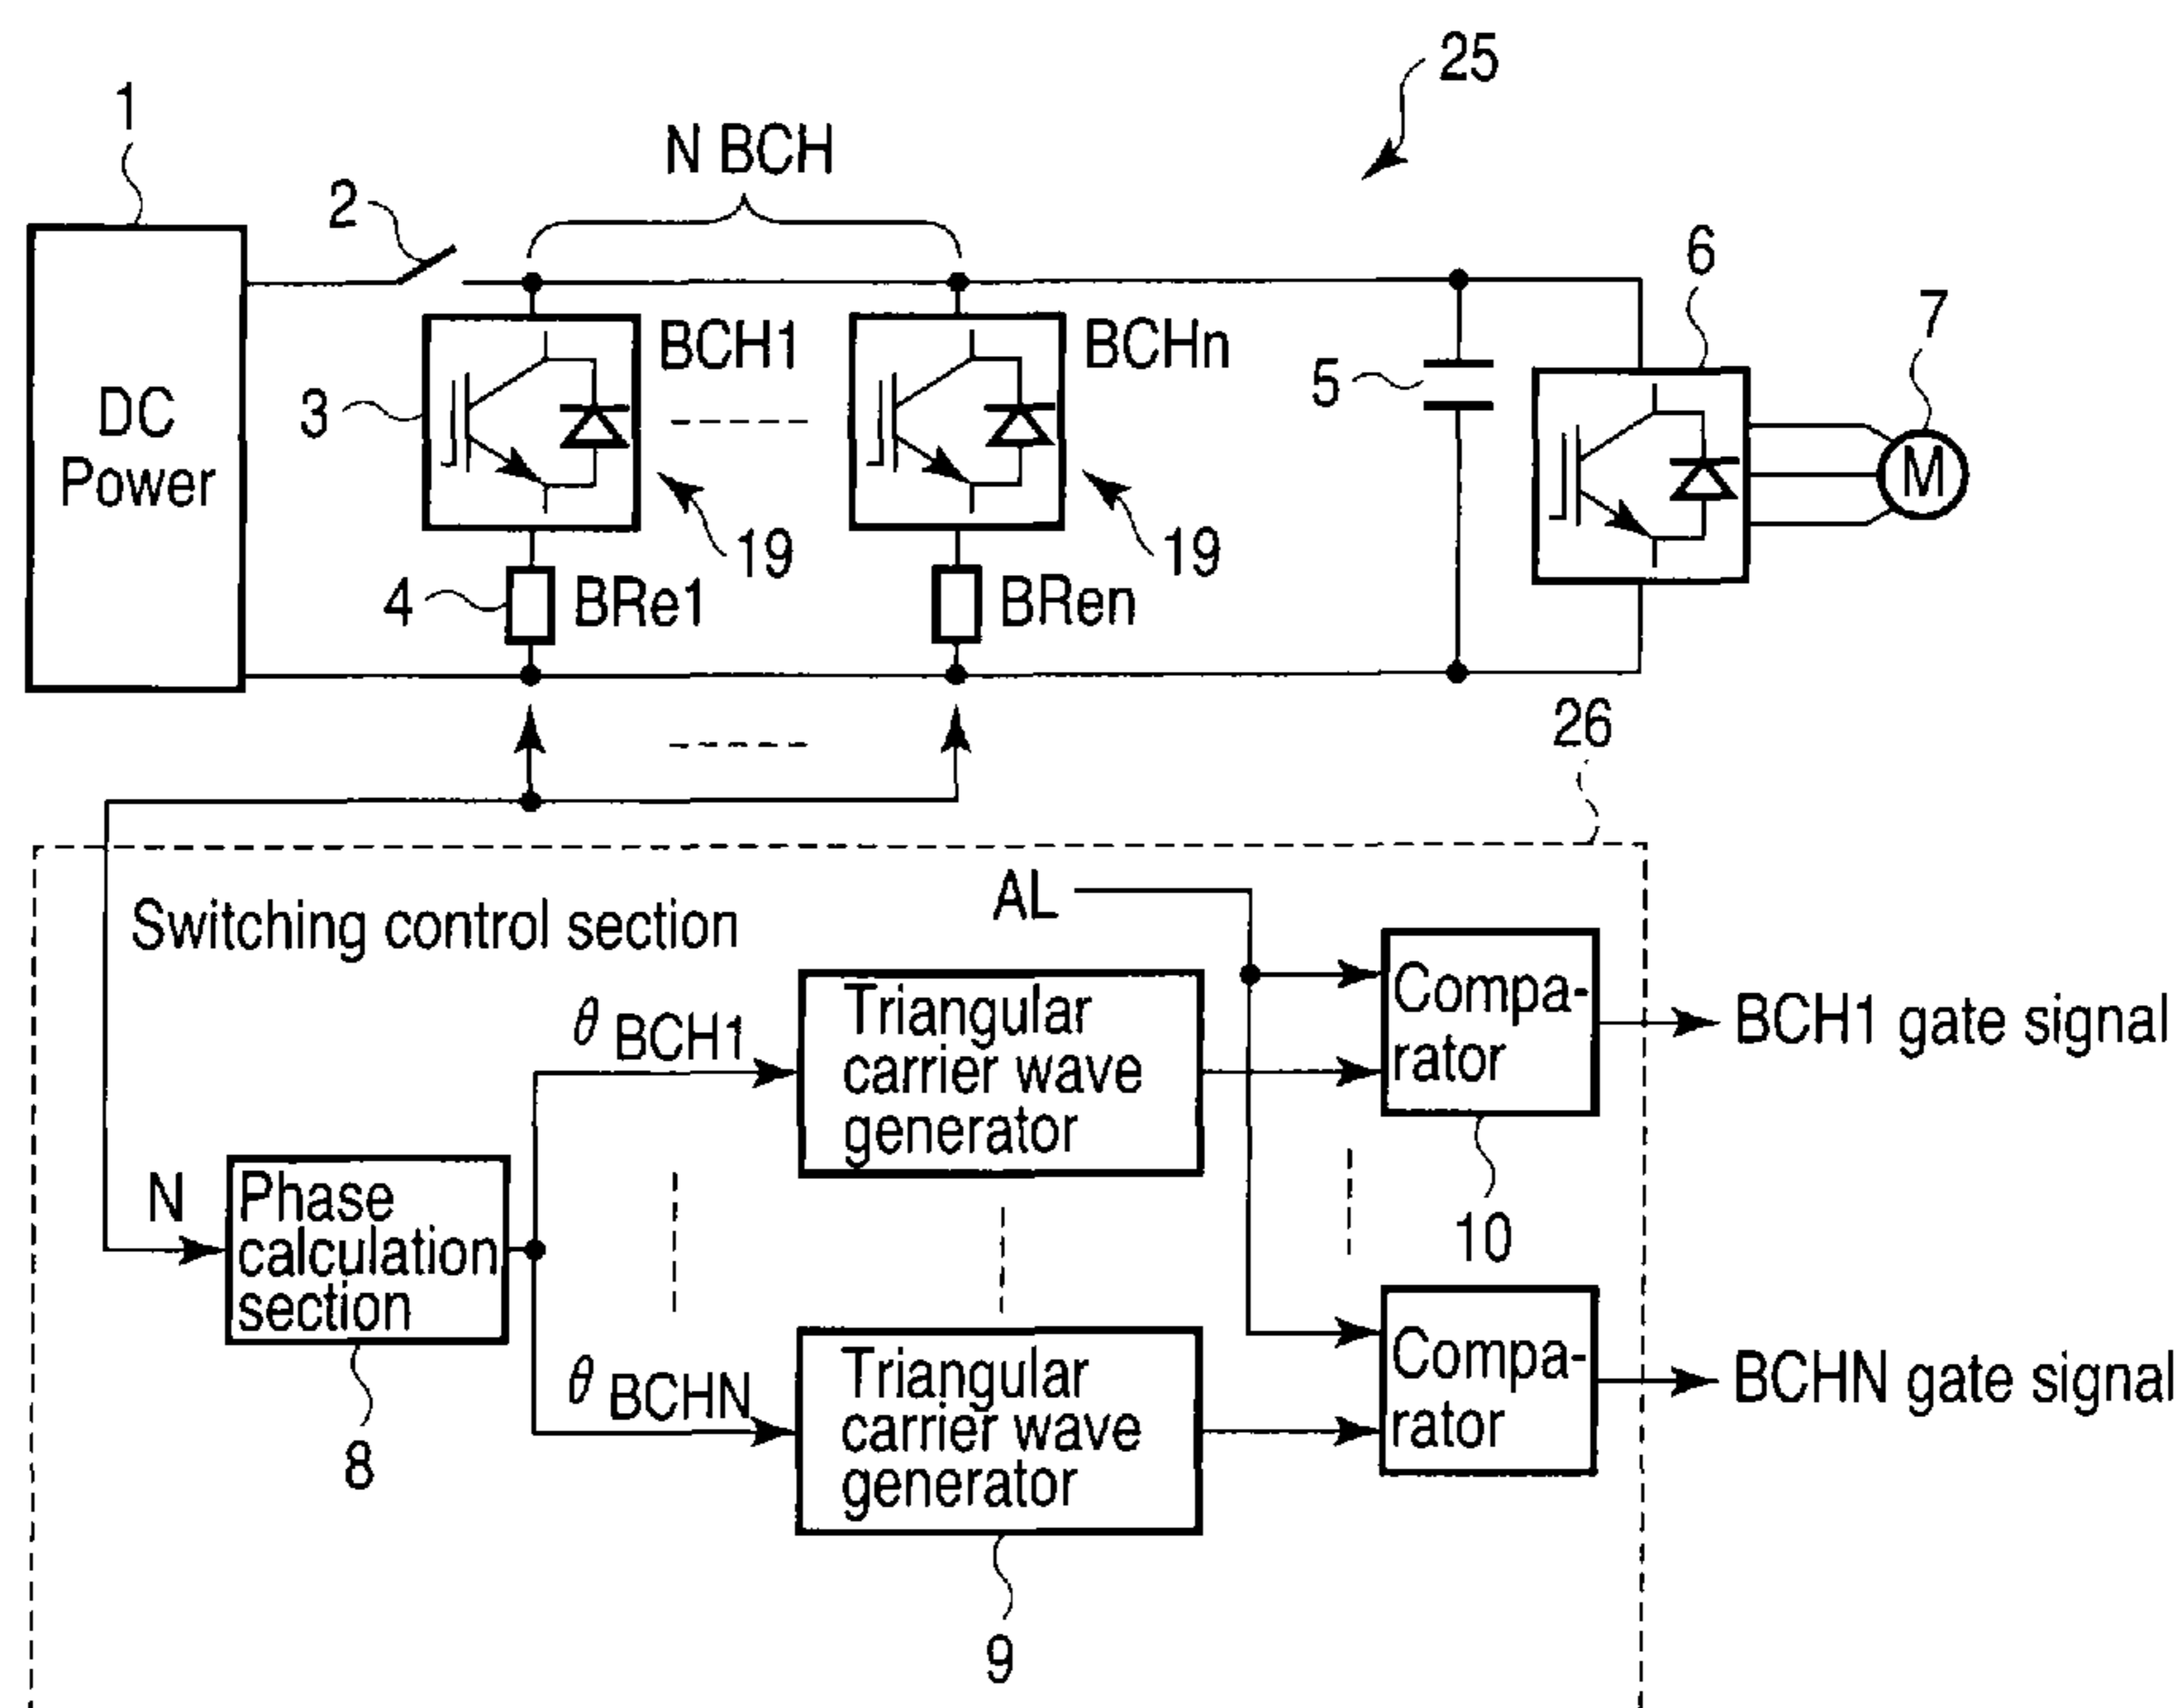 25
1
N BCH
2
6
7
DC
Power
3
BCH1
BCHn
5
M
19
19
4
BRe1
BRen
26
Switching control section
AL
Compa-
rator
BCH1 gate signal
θ BCH1
Triangular
carrier wave
generator
N
Phase
calculation
section
10
8
θ BCHN
Triangular
carrier wave
generator
Compa-
rator
BCHN gate signal
9